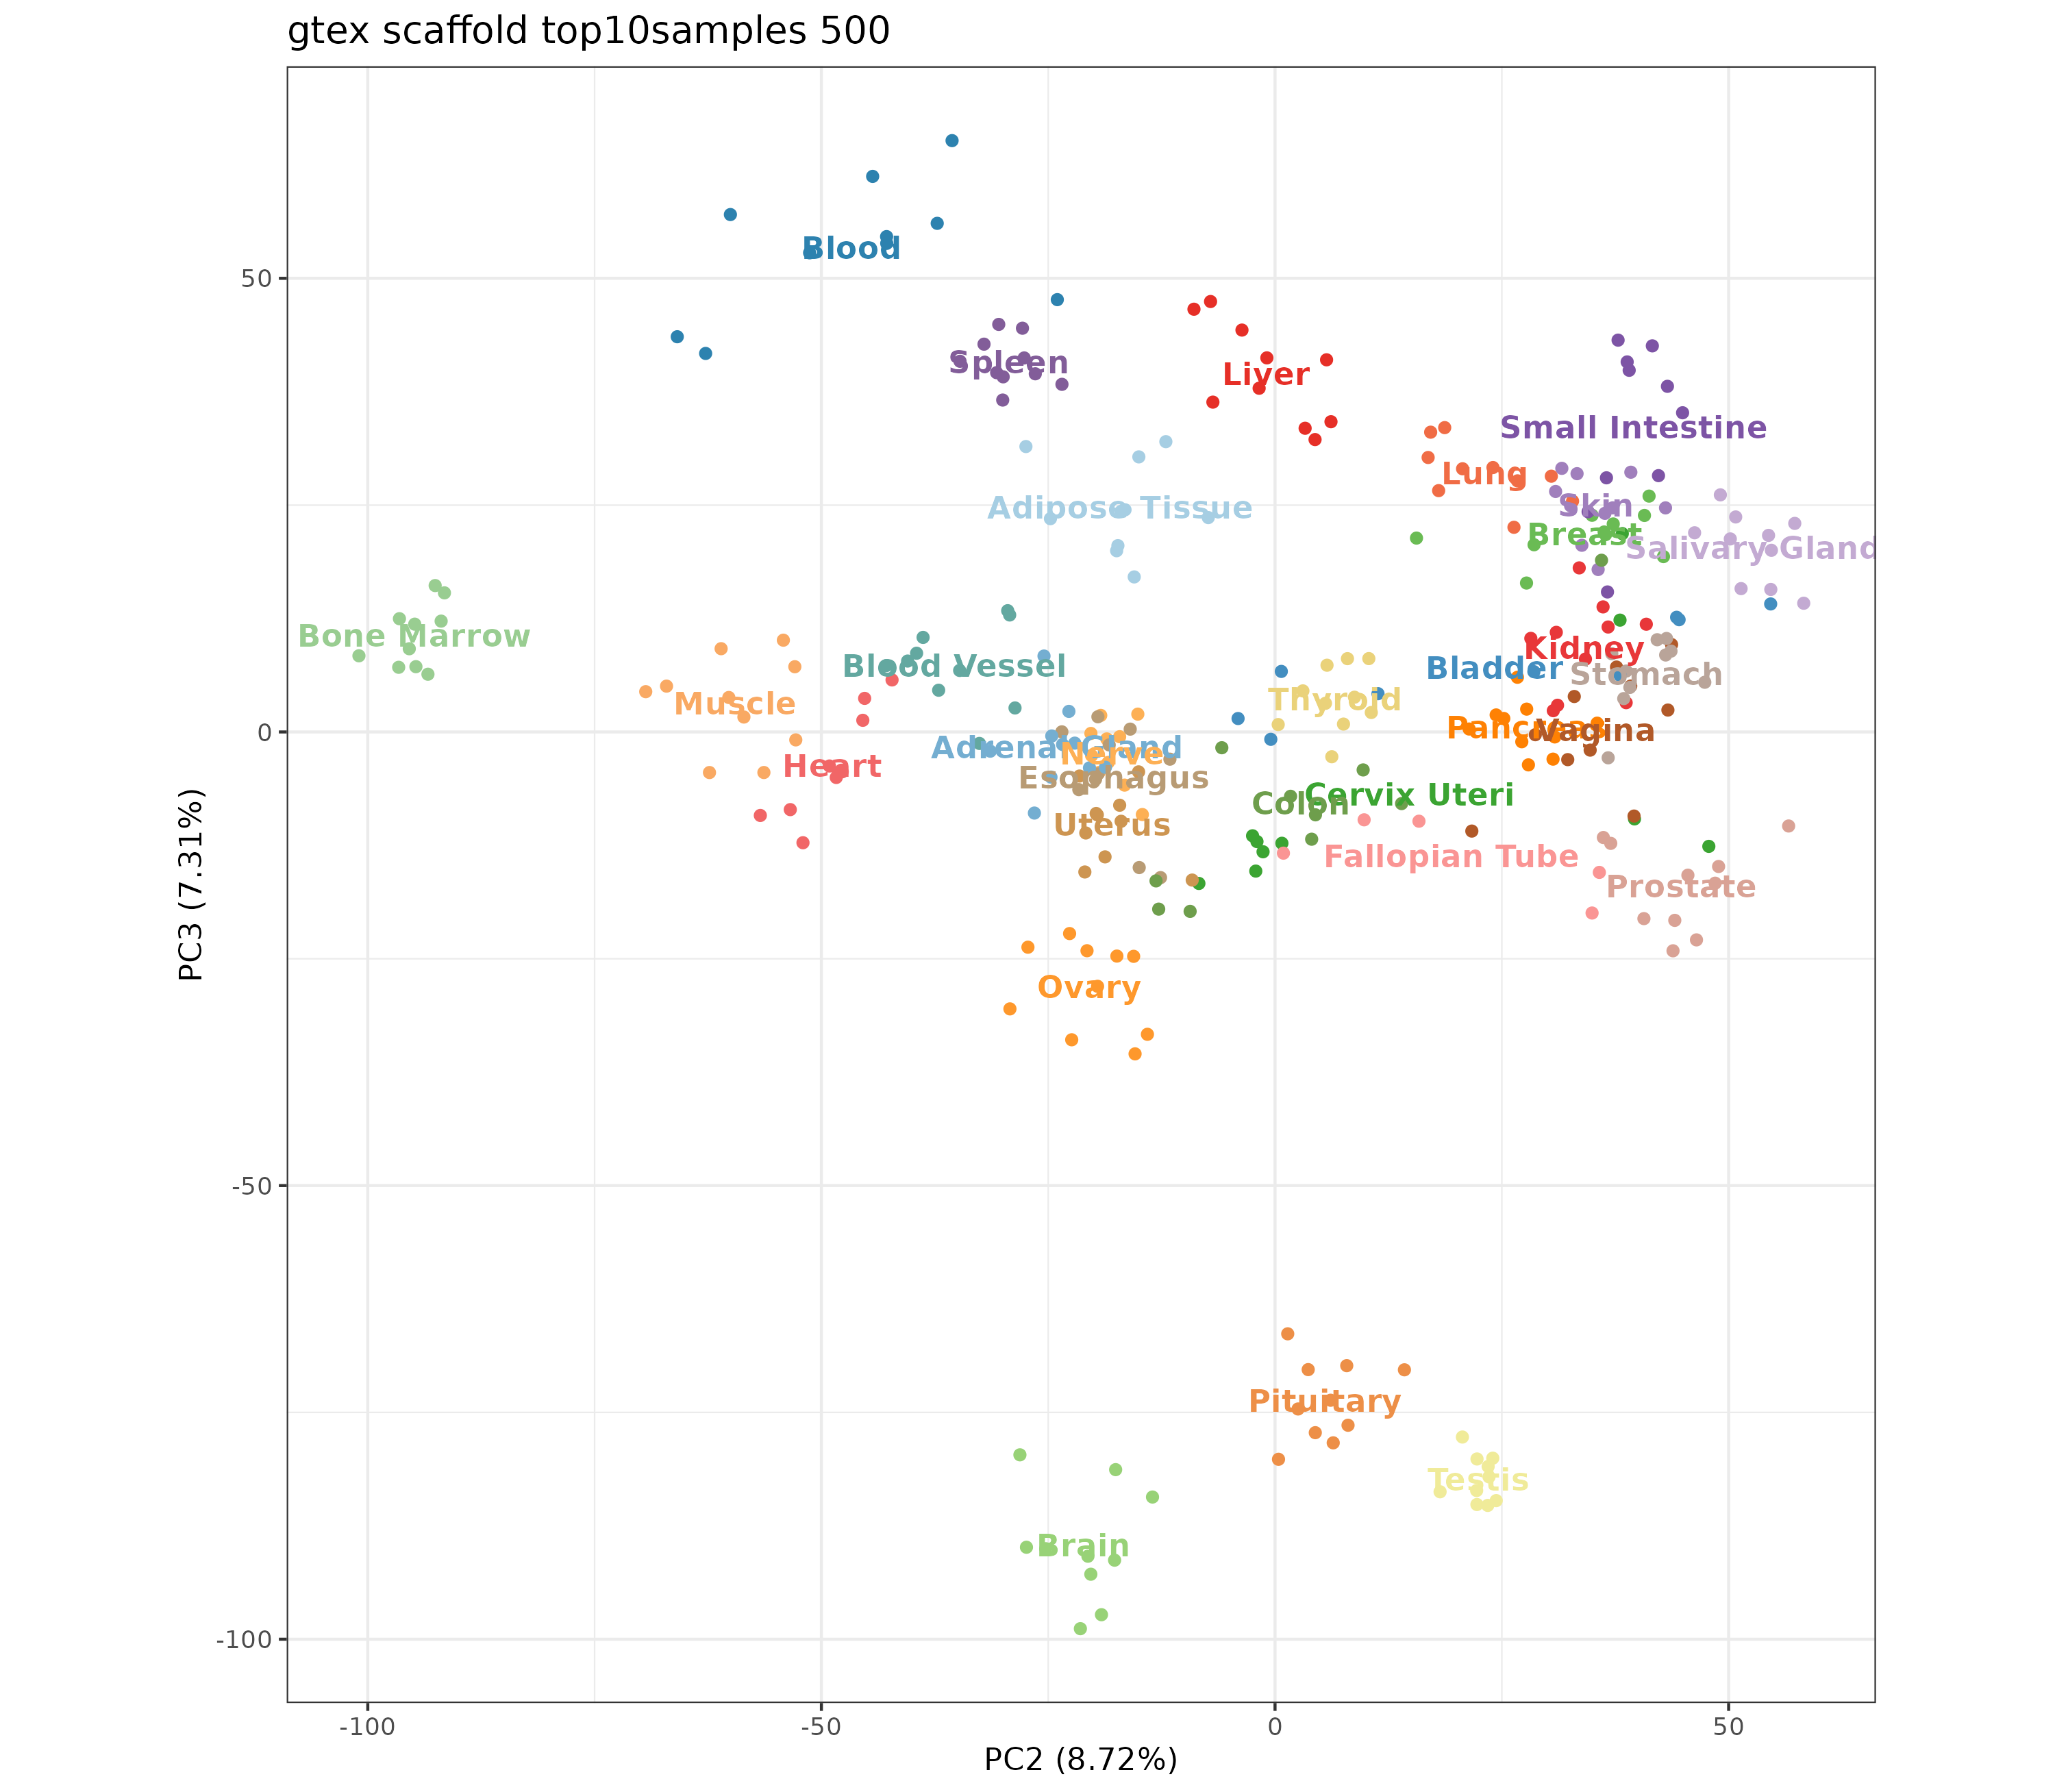 gtex scaffold top10samples 500
Blood
50
Spleen
Liver
Small Intestine
Lung
Skin
Adipose Tissue
Breast
Salivary Gland
Bone Marrow
Kidney
Blood Vessel
Bladder
Stomach
Muscle
Thyroid
Pancreas
Vagina
0
Adrenal Gland
Nerve
Heart
Esophagus
Cervix Uteri
Colon
Uterus
Fallopian Tube
Prostate
PC3 (7.31%)
Ovary
-50
Pituitary
Testis
Brain
-100
-100
-50
0
50
PC2 (8.72%)